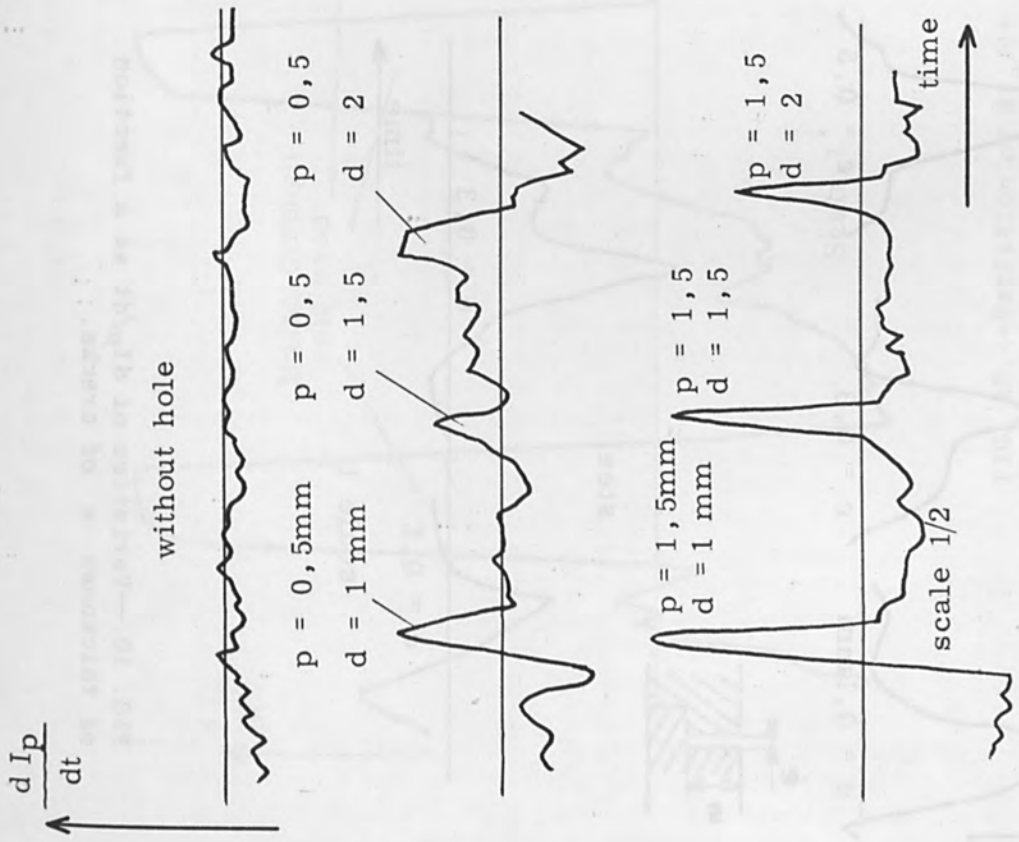 d Ip
dt
without hole
p = 0,5mm
d = 1 mm
p = 0,5
d = 1,5
p = 0,5
d = 2
p = 1,5mm
d = 1 mm
p = 1,5
d = 1,5
p = 1,5
d = 2
scale 1/2
time